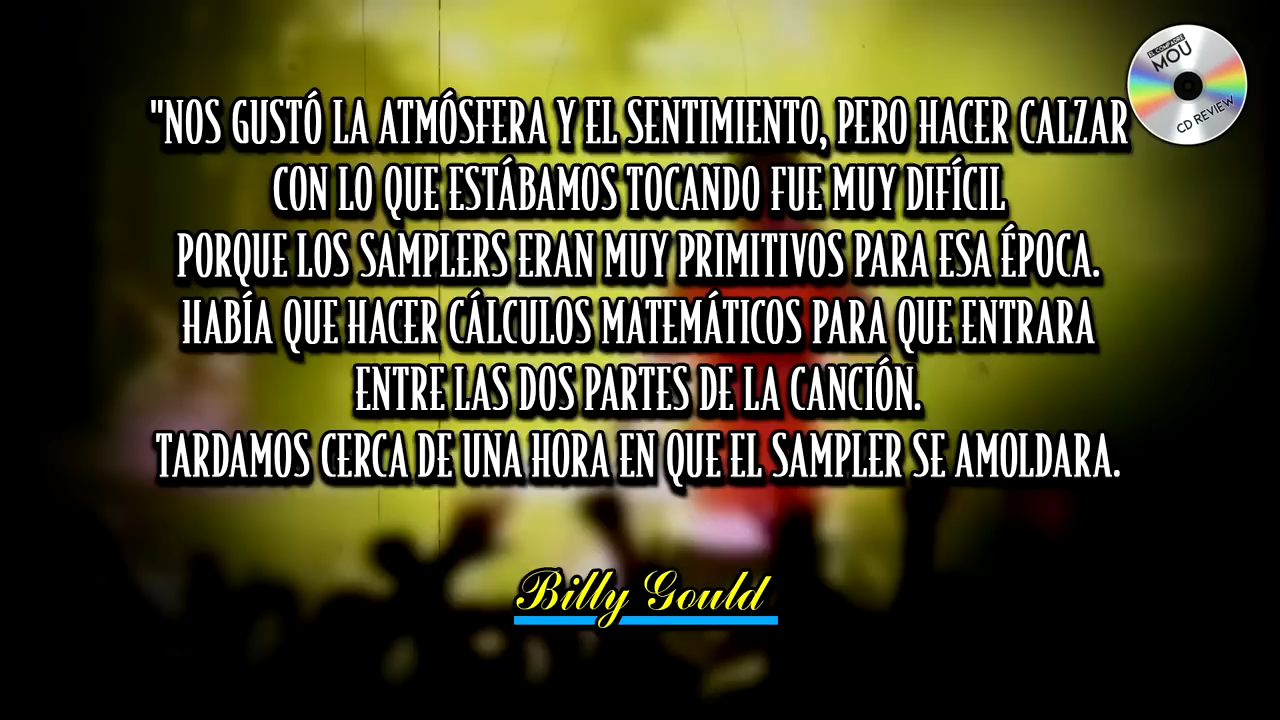 EL COMPADRE
MOU
CD REVIEW
"NOS GUSTÓ LA ATMÓSFERA Y EL SENTIMIENTO, PERO HACER CALZAR
CON LO QUE ESTÁBAMOS TOCANDO FUE MUY DIFÍCIL
PORQUE LOS SAMPLERS ERAN MUY PRIMITIVOS PARA ESA ÉPOCA.
HABÍA QUE HACER CÁLCULOS MATEMÁTICOS PARA QUE ENTRARA
ENTRE LAS DOS PARTES DE LA CANCIÓN.
TARDAMOS CERCA DE UNA HORA EN QUE EL SAMPLER SE AMOLDARA.
Billy Gould